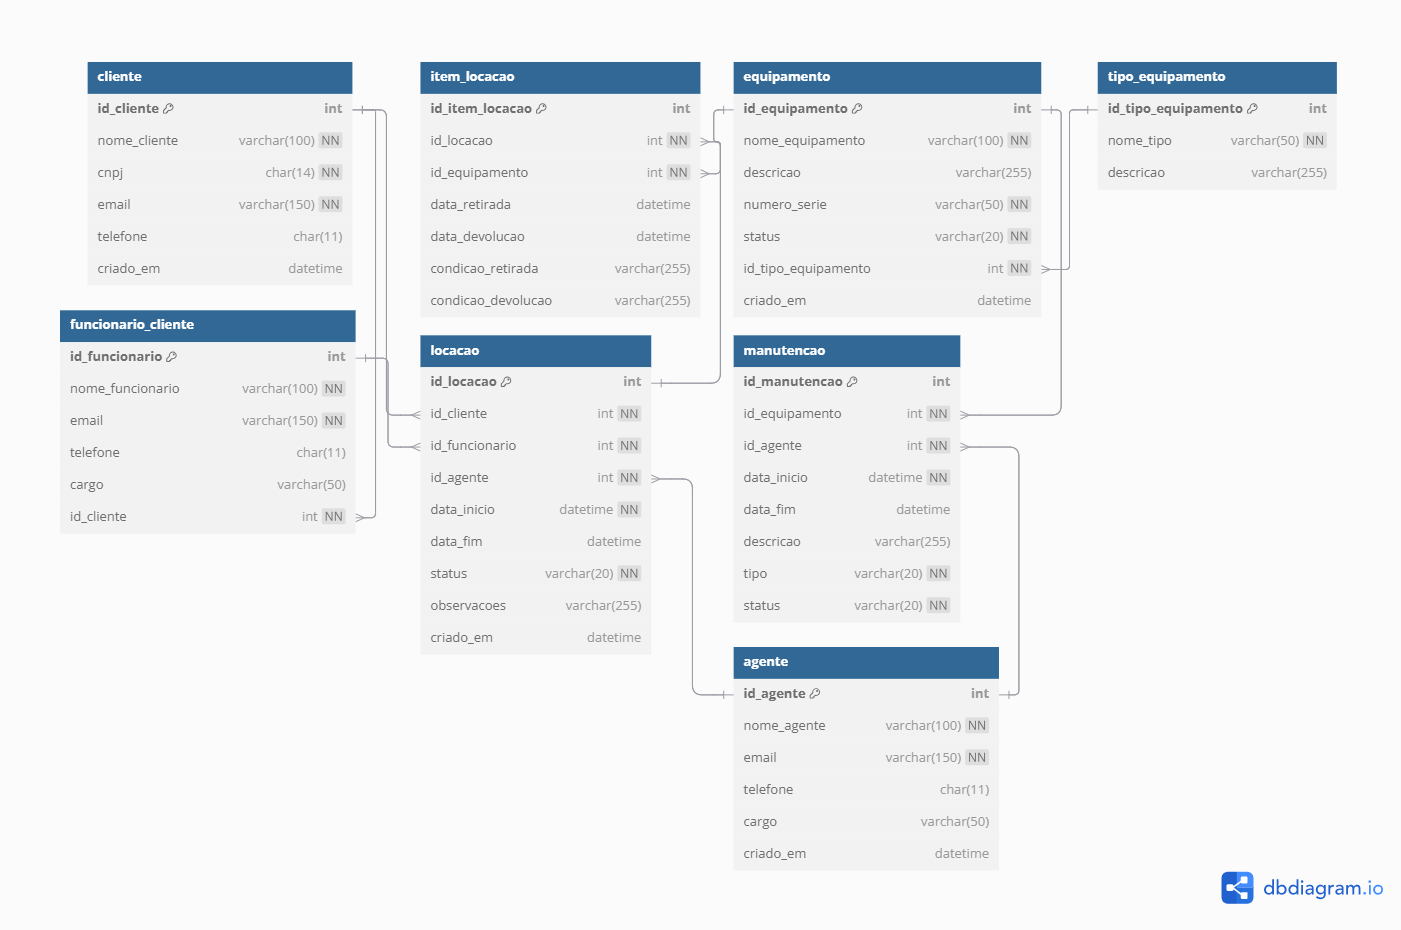 cliente
id_cliente int
nome_cliente varchar(100) NN
cnpj char(14) NN
email varchar(150) NN
telefone char(11)
criado_em datetime
funcionario_cliente
id_funcionario int
nome_funcionario varchar(100) NN
email varchar(150) NN
telefone char(11)
cargo varchar(50)
id_cliente int NN
item_locacao
id_item_locacao int
id_locacao int NN
id_equipamento int NN
data_retirada datetime
data_devolucao datetime
condicao_retirada varchar(255)
condicao_devolucao varchar(255)
locacao
id_locacao int
id_cliente int NN
id_funcionario int NN
id_agente int NN
data_inicio datetime NN
data_fim datetime
status varchar(20) NN
observacoes varchar(255)
criado_em datetime
equipamento
id_equipamento int
nome_equipamento varchar(100) NN
descricao varchar(255)
numero_serie varchar(50) NN
status varchar(20) NN
id_tipo_equipamento int NN
criado_em datetime
manutencao
id_manutencao int
id_equipamento int NN
id_agente int NN
data_inicio datetime NN
data_fim datetime
descricao varchar(255)
tipo varchar(20) NN
status varchar(20) NN
agente
id_agente int
nome_agente varchar(100) NN
email varchar(150) NN
telefone char(11)
cargo varchar(50)
criado_em datetime
tipo_equipamento
id_tipo_equipamento int
nome_tipo varchar(50) NN
descricao varchar(255)
dbdiagram.io